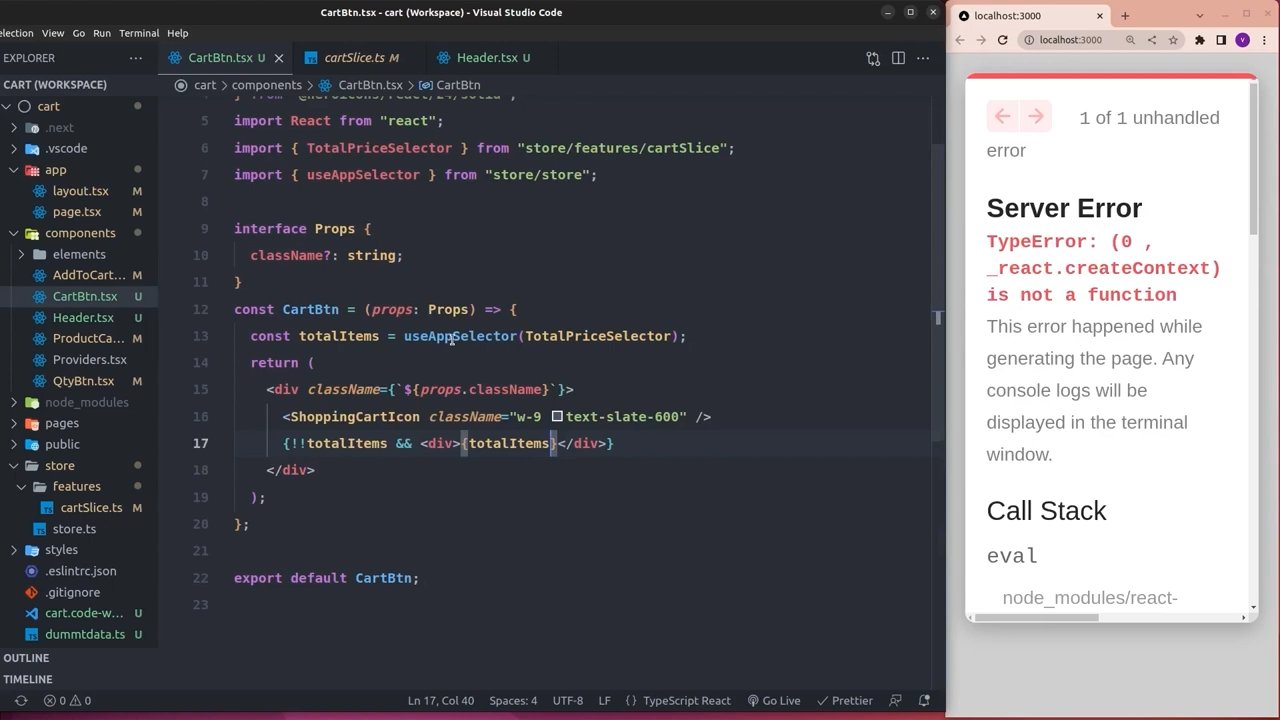 CartBtn.tsx - cart (Workspace) - Visual Studio Code
election View Go Run Terminal Help
EXPLORER
CartBtn.tsx U
cartSlice.ts M
Header.tsx U
CART (WORKSPACE)
cart
.next
.vscode
app
layout.tsx M
page.tsx M
components
elements
AddToCart... M
CartBtn.tsx U
Header.tsx U
ProductCa... M
Providers.tsx
QtyBtn.tsx M
node_modules
pages
public
store
features
cartSlice.ts M
store.ts
styles
.eslintrc.json
.gitignore
cart.code-w... U
dummtdata.ts U
OUTLINE
TIMELINE
cart > components > CartBtn.tsx > CartBtn
4 } from "@heroicons/react/24/solid";
5 import React from "react";
6 import { TotalPriceSelector } from "store/features/cartSlice";
7 import { useAppSelector } from "store/store";
8
9 interface Props {
10 className?: string;
11 }
12 const CartBtn = (props: Props) => {
13 const totalItems = useAppSelector(TotalPriceSelector);
14 return (
15 <div className={`${props.className}`}>
16 <ShoppingCartIcon className="w-9 text-slate-600" />
17 {!!totalItems && <div>{totalItems}</div>}
18 </div>
19 );
20 };
21
22 export default CartBtn;
23
0 0
Ln 17, Col 40 Spaces: 4 UTF-8 LF {} TypeScript React Go Live Prettier
localhost:3000
localhost:3000
V
1 of 1 unhandled
error
Server Error
TypeError: (0 ,
_react.createContext)
is not a function
This error happened while
generating the page. Any
console logs will be
displayed in the terminal
window.
Call Stack
eval
node_modules/react-